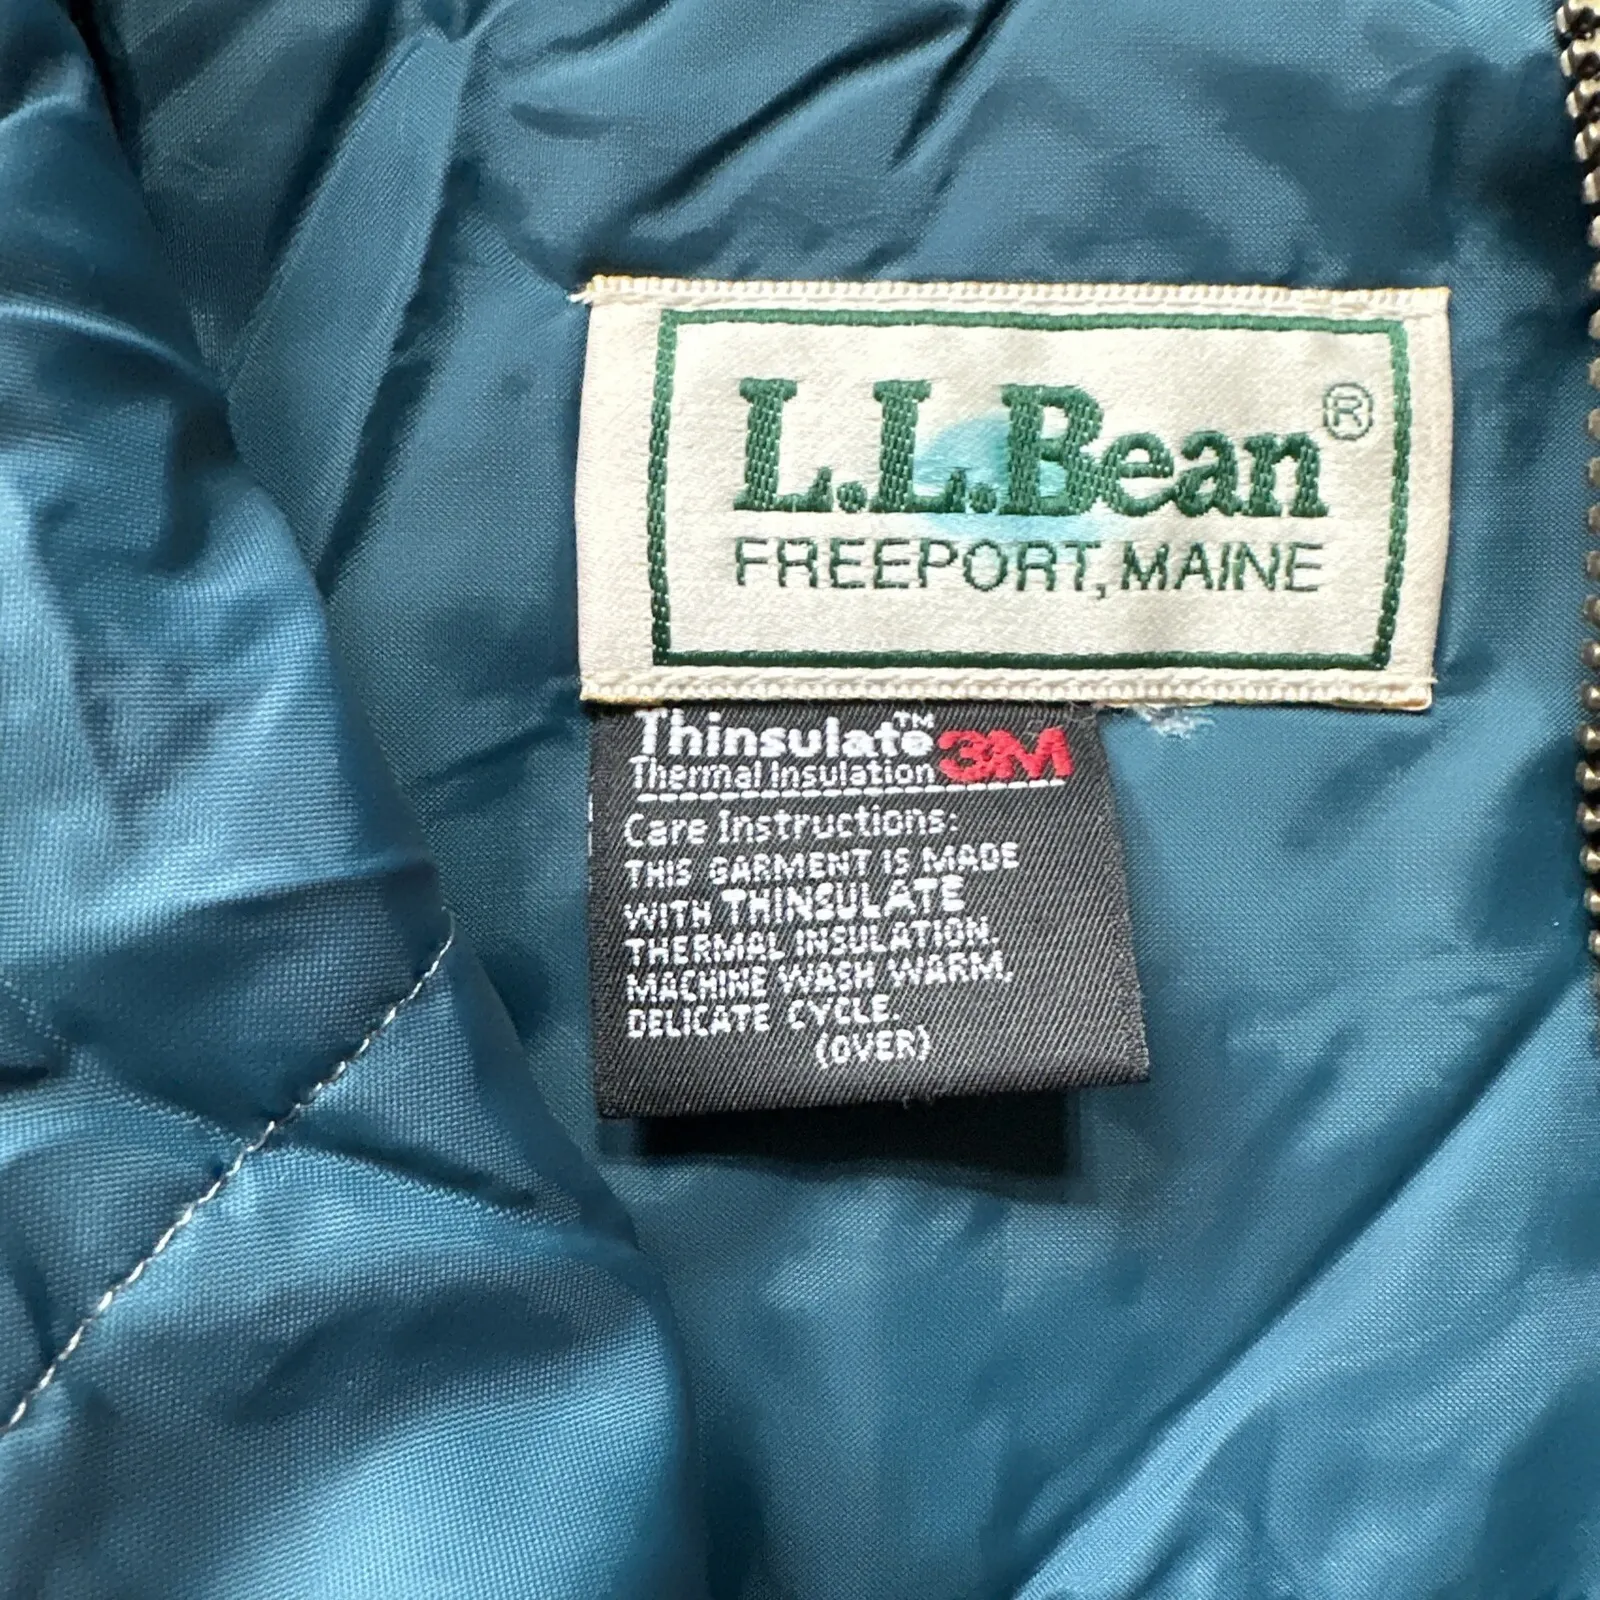 L.L.Bean®
FREEPORT, MAINE
Thinsulate™ 3M
Thermal Insulation
Care Instructions:
THIS GARMENT IS MADE
WITH THINSULATE
THERMAL INSULATION.
MACHINE WASH WARM,
DELICATE CYCLE.
(OVER)